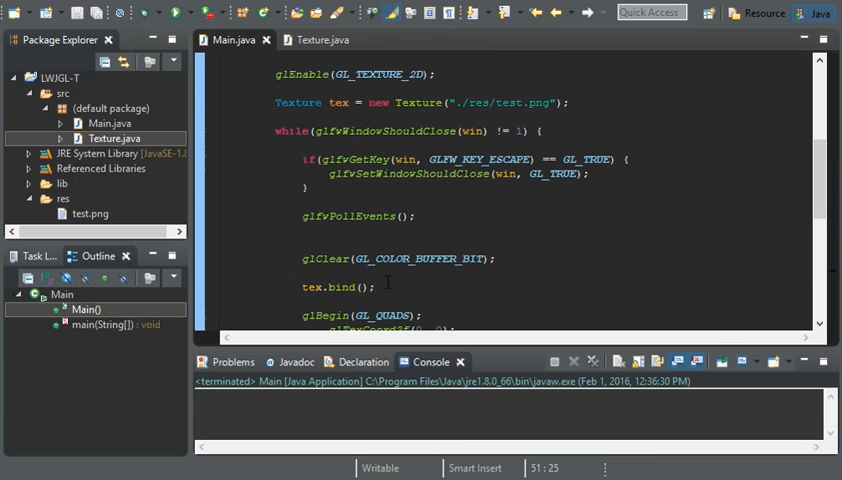 Quick Access
Resource
Java
Package Explorer
LWJGL-T
src
(default package)
Main.java
Texture.java
JRE System Library [JavaSE-1.8
Referenced Libraries
lib
res
test.png
Task L...
Outline
Main
Main()
main(String[]) : void
Main.java
Texture.java
glEnable(GL_TEXTURE_2D);
Texture tex = new Texture("./res/test.png");
while(glfwWindowShouldClose(win) != 1) {
if(glfwGetKey(win, GLFW_KEY_ESCAPE) == GL_TRUE) {
glfwSetWindowShouldClose(win, GL_TRUE);
}
glfwPollEvents();
glClear(GL_COLOR_BUFFER_BIT);
tex.bind();
glBegin(GL_QUADS);
glTexCoord2f(0, 0);
Problems
Javadoc
Declaration
Console
<terminated> Main [Java Application] C:\Program Files\Java\jre1.8.0_66\bin\javaw.exe (Feb 1, 2016, 12:36:30 PM)
Writable
Smart Insert
51 : 25